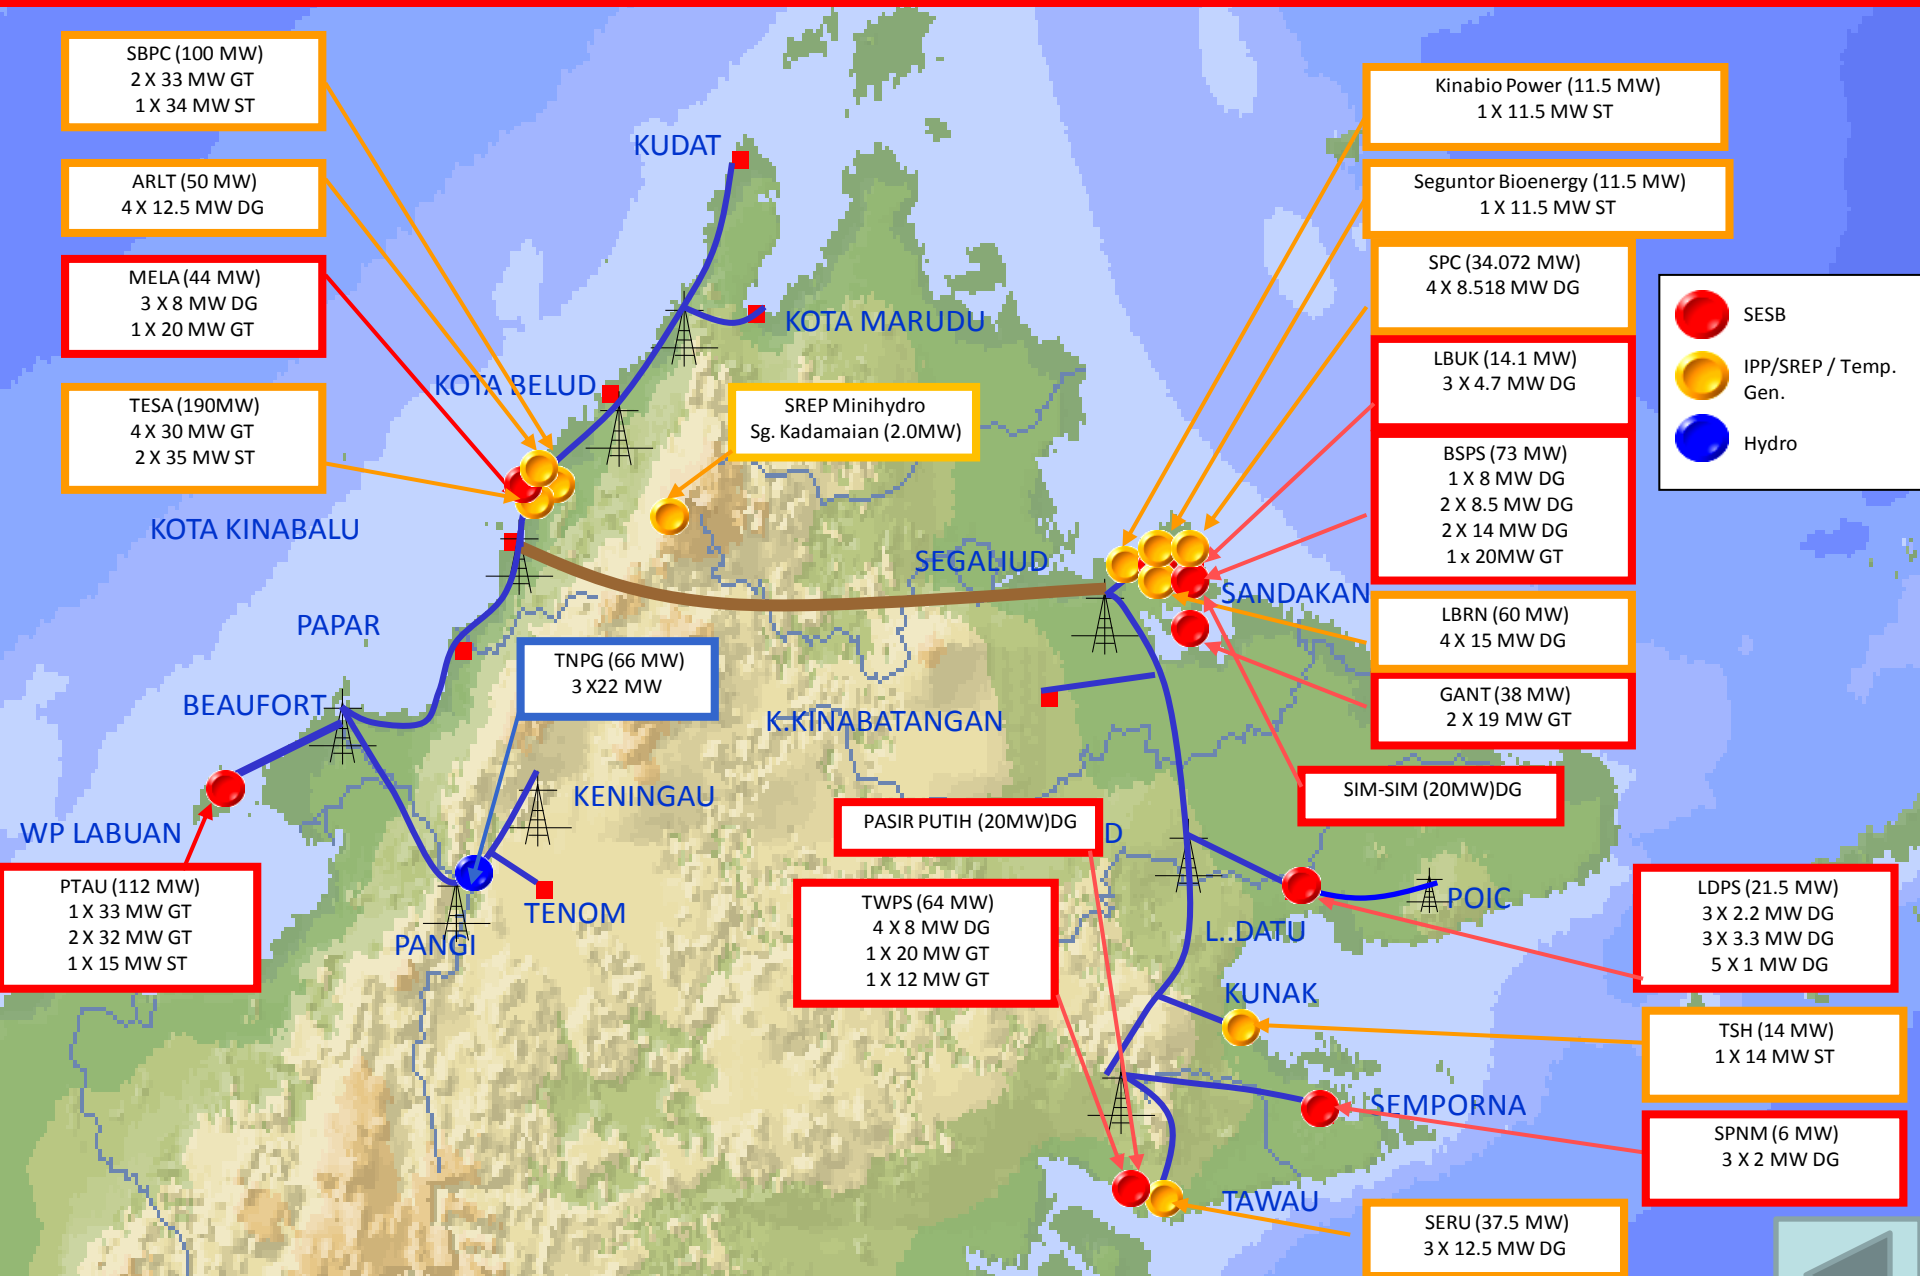 SBPC (100 MW)
2 X 33 MW GT
1 X 34 MW ST
ARLT (50 MW)
4 X 12.5 MW DG
MELA (44 MW)
3 X 8 MW DG
1 X 20 MW GT
TESA (190MW)
4 X 30 MW GT
2 X 35 MW ST
KUDAT
KOTA MARUDU
KOTA BELUD
SREP Minihydro
Sg. Kadamaian (2.0MW)
KOTA KINABALU
PAPAR
BEAUFORT
TNPG (66 MW)
3 X22 MW
WP LABUAN
KENINGAU
TENOM
PANGI
PTAU (112 MW)
1 X 33 MW GT
2 X 32 MW GT
1 X 15 MW ST
Kinabio Power (11.5 MW)
1 X 11.5 MW ST
Seguntor Bioenergy (11.5 MW)
1 X 11.5 MW ST
SPC (34.072 MW)
4 X 8.518 MW DG
LBUK (14.1 MW)
3 X 4.7 MW DG
BSPS (73 MW)
1 X 8 MW DG
2 X 8.5 MW DG
2 X 14 MW DG
1 x 20MW GT
LBRN (60 MW)
4 X 15 MW DG
GANT (38 MW)
2 X 19 MW GT
SIM-SIM (20MW)DG
SESB
IPP/SREP / Temp.
Gen.
Hydro
SEGALIUD
SANDAKAN
K.KINABATANGAN
PASIR PUTIH (20MW)DG
D
TWPS (64 MW)
4 X 8 MW DG
1 X 20 MW GT
1 X 12 MW GT
L..DATU
POIC
KUNAK
SEMPORNA
TAWAU
LDPS (21.5 MW)
3 X 2.2 MW DG
3 X 3.3 MW DG
5 X 1 MW DG
TSH (14 MW)
1 X 14 MW ST
SPNM (6 MW)
3 X 2 MW DG
SERU (37.5 MW)
3 X 12.5 MW DG